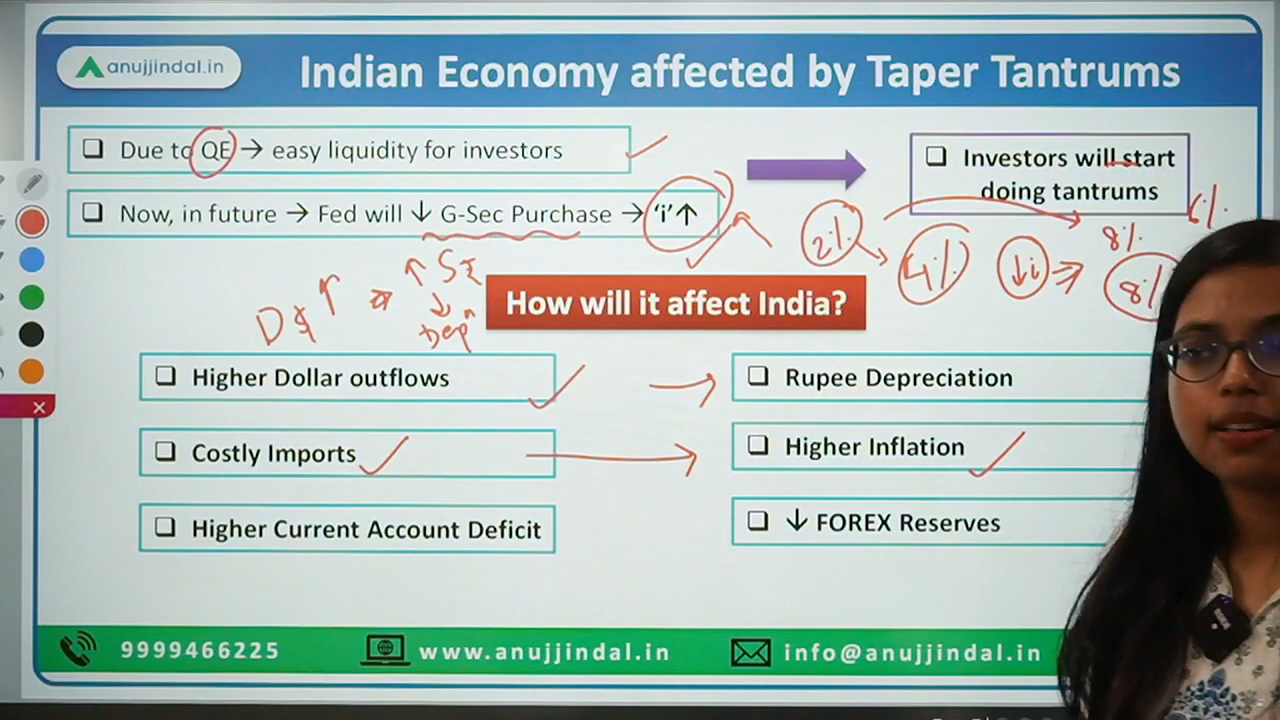 anujjindal.in
Indian Economy affected by Taper Tantrums
❑ Due to QE → easy liquidity for investors
❑ Now, in future → Fed will ↓ G-Sec Purchase → 'i'↑
❑ Investors will start
doing tantrums
6%
2%
4%
↓i ⇒
8%
8%
D$ ↑ ⇒ ↑ S₹
↓
Depⁿ
How will it affect India?
❑ Higher Dollar outflows
→
❑ Rupee Depreciation
❑ Costly Imports
→
❑ Higher Inflation
❑ Higher Current Account Deficit
❑ ↓ FOREX Reserves
9999466225
www.anujjindal.in
info@anujjindal.in